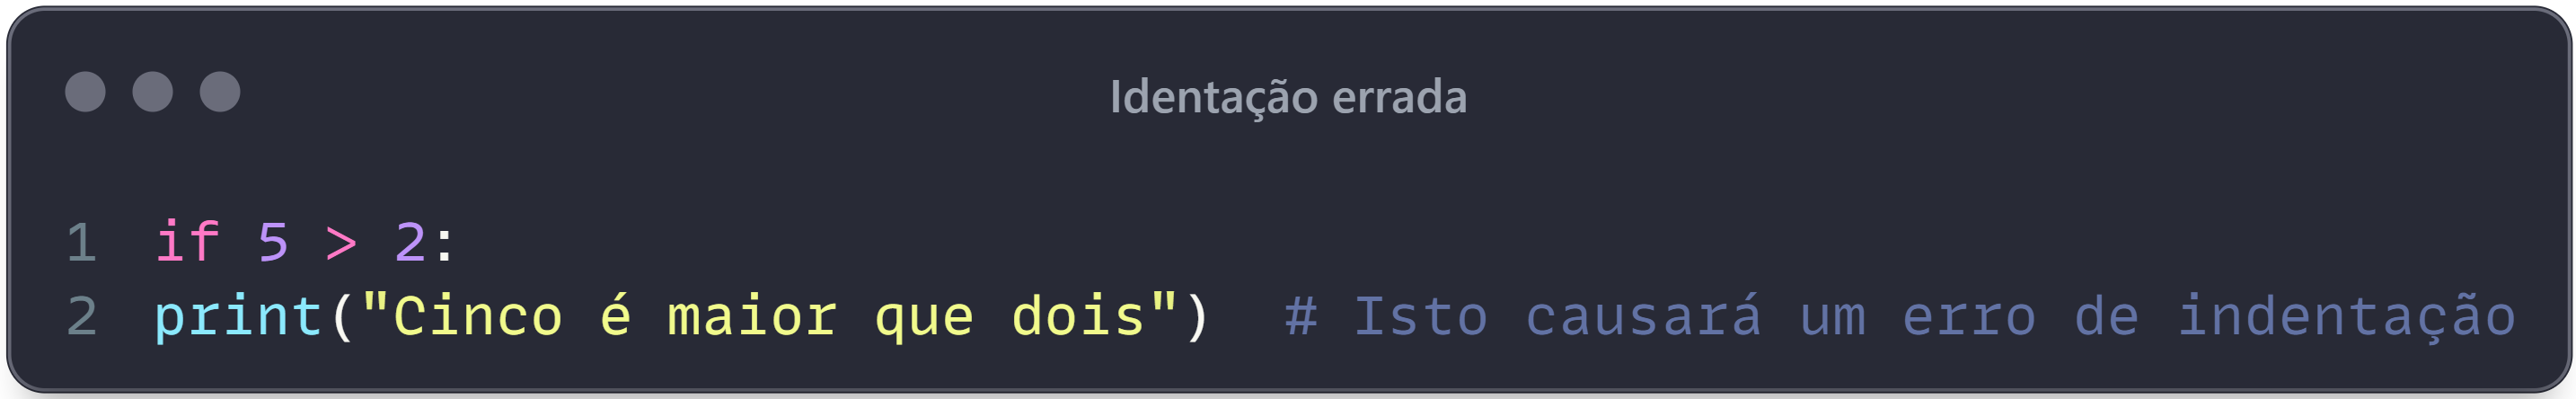 Identação errada
1 if 5 > 2:
2 print("Cinco é maior que dois")  # Isto causará um erro de indentação